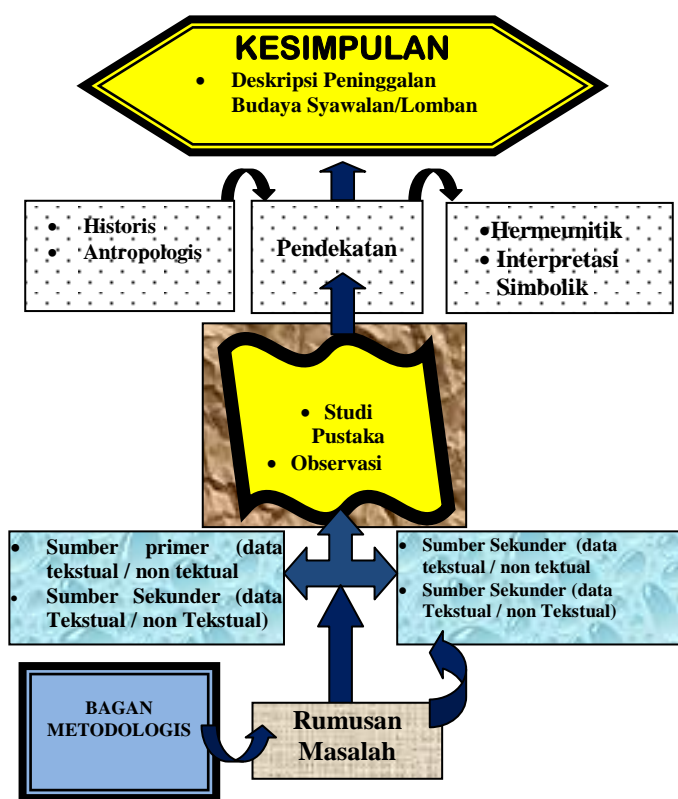 KESIMPULAN
• Deskripsi Peninggalan
Budaya Syawalan/Lomban
• Historis
• Antropologis
Pendekatan
• Hermeunitik
• Interpretasi
Simbolik
• Studi
Pustaka
• Observasi
• Sumber primer (data
tekstual / non tektual
• Sumber Sekunder (data
Tekstual / non Tekstual)
• Sumber Sekunder (data
tekstual / non tektual
• Sumber Sekunder (data
Tekstual / non Tekstual)
BAGAN
METODOLOGIS
Rumusan
Masalah